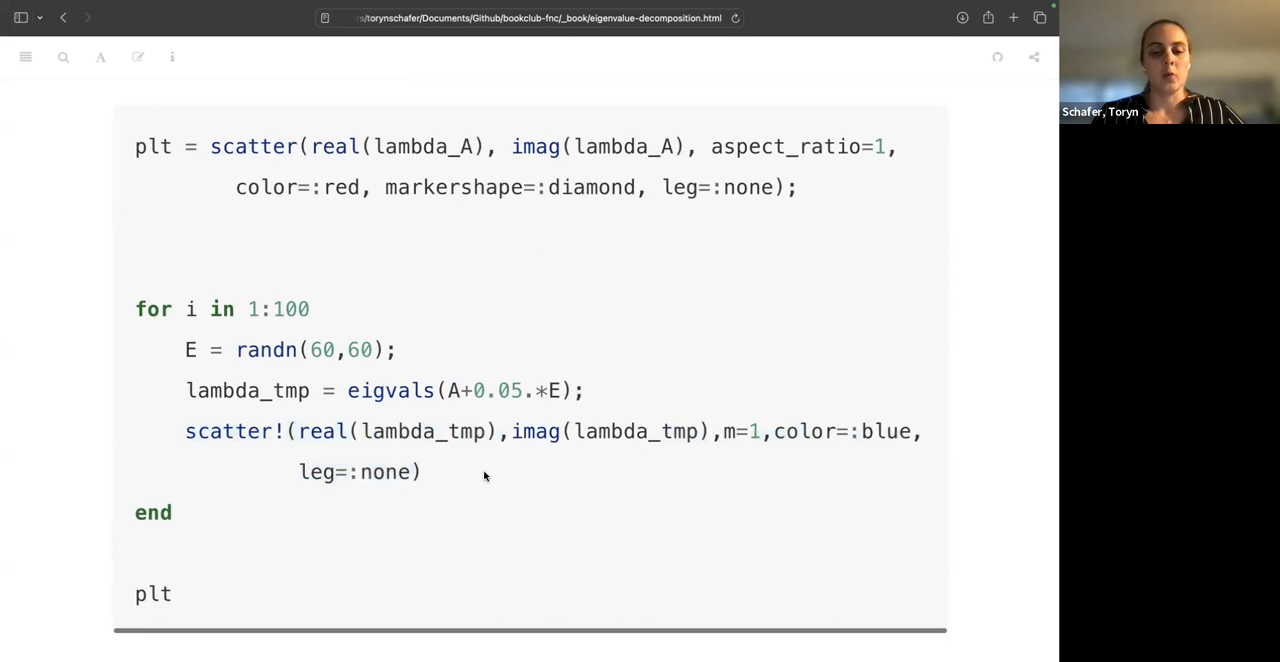 rs/torynschafer/Documents/Github/bookclub-fnc/_book/eigenvalue-decomposition.html
Schafer, Toryn
plt = scatter(real(lambda_A), imag(lambda_A), aspect_ratio=1,
color=:red, markershape=:diamond, leg=:none);
for i in 1:100
E = randn(60,60);
lambda_tmp = eigvals(A+0.05.*E);
scatter!(real(lambda_tmp),imag(lambda_tmp),m=1,color=:blue,
leg=:none)
end
plt